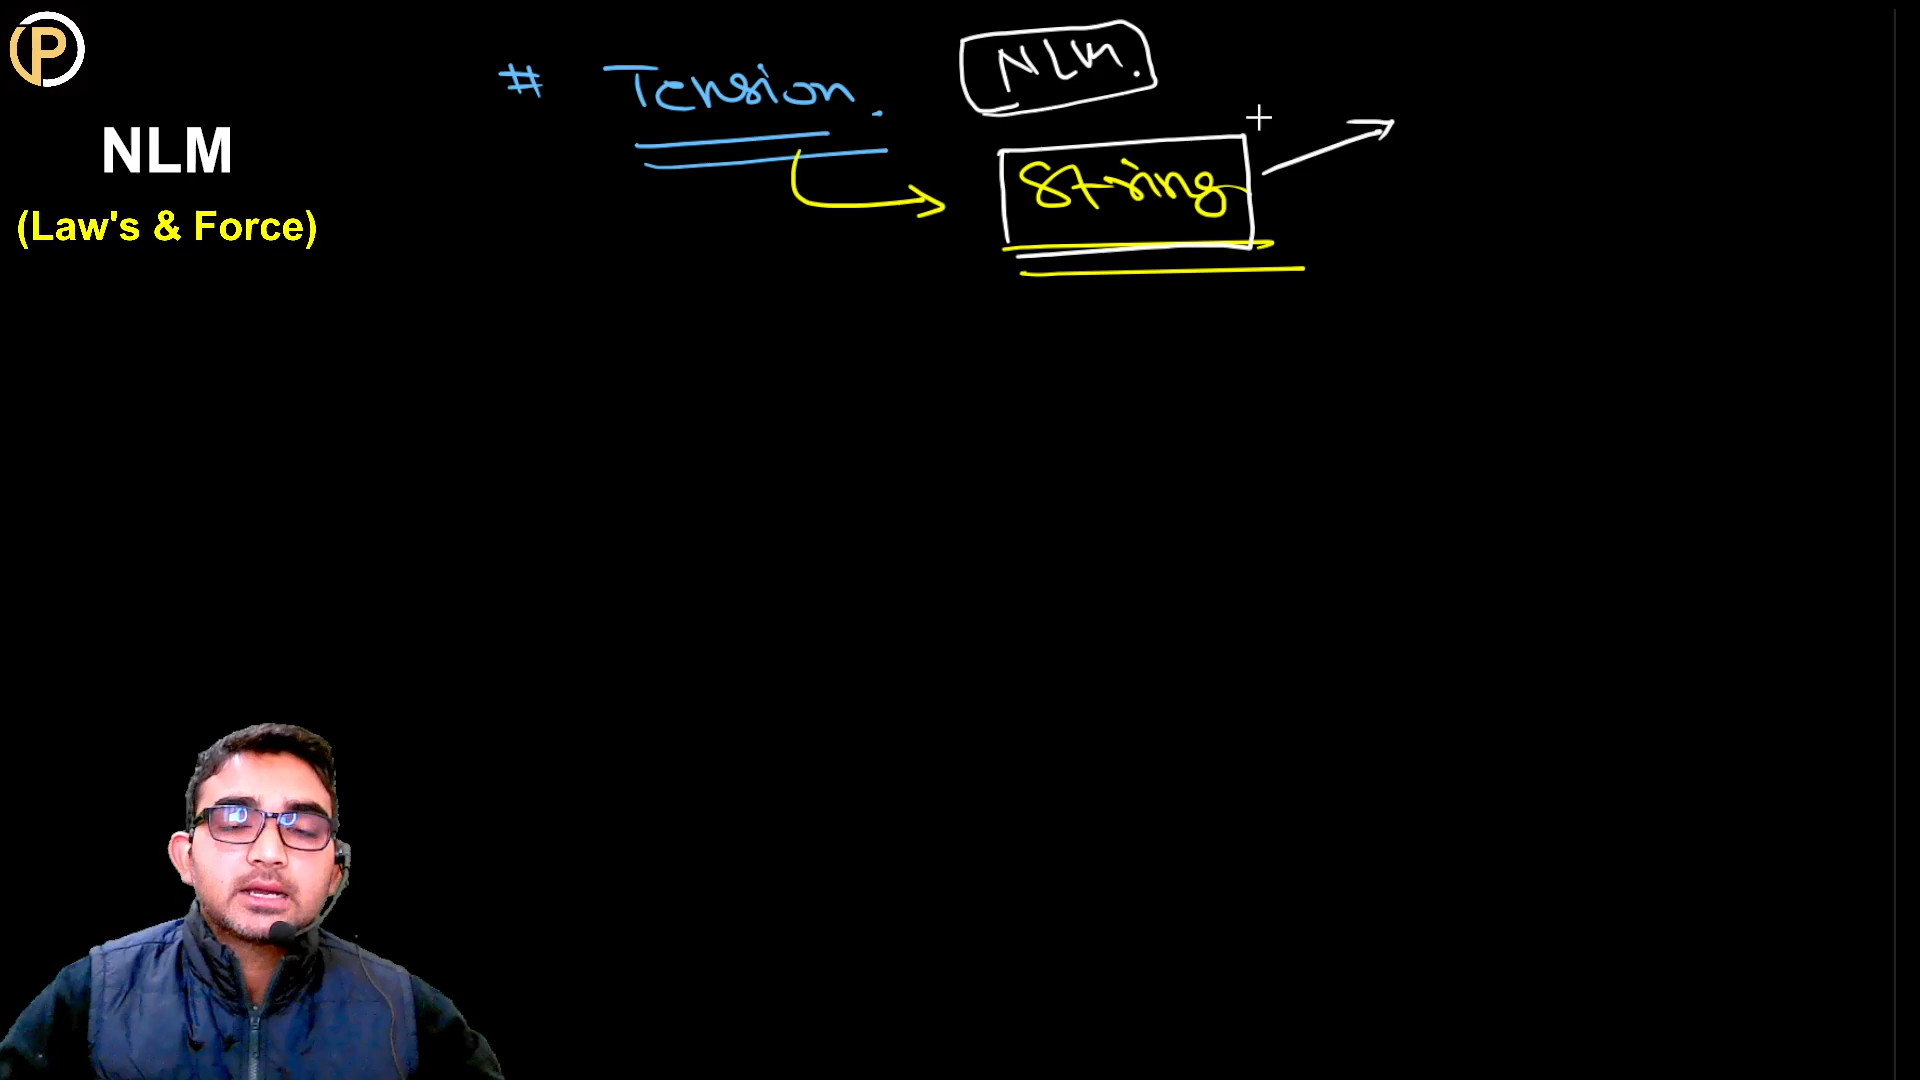 P
NLM
(Law's & Force)
# Tension.
NLM.
String